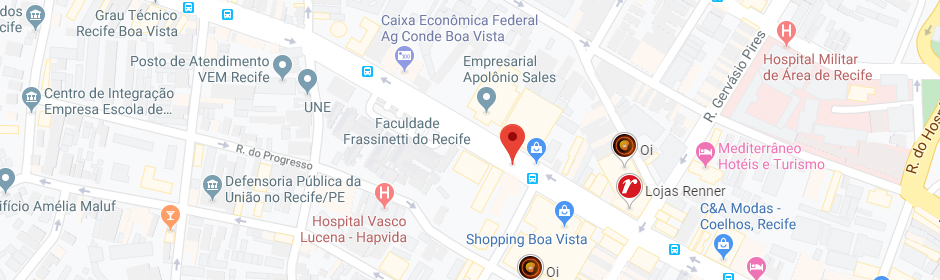 Grau Técnico
Recife Boa Vista
Caixa Econômica Federal
Ag Conde Boa Vista
Posto de Atendimento
VEM Recife
UNE
Empresarial
Apolônio Sales
Hospital Militar
de Área de Recife
R. Gervásio Pires
Centro de Integração
Empresa Escola de...
Faculdade
Frassinetti do Recife
R. do Progresso
Oi
Mediterrâneo
Hotéis e Turismo
R. do Hos
Defensoria Pública da
União no Recife/PE
Lojas Renner
ifício Amélia Maluf
Hospital Vasco
Lucena - Hapvida
C&A Modas -
Coelhos, Recife
Shopping Boa Vista
Oi